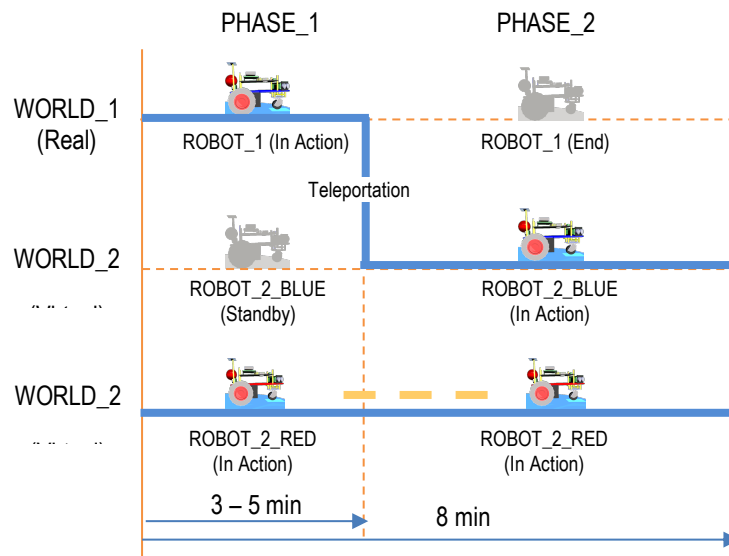 PHASE_1
PHASE_2
WORLD_1
(Real)
ROBOT_1 (In Action)
ROBOT_1 (End)
Teleportation
WORLD_2
ROBOT_2_BLUE
(Standby)
ROBOT_2_BLUE
(In Action)
WORLD_2
ROBOT_2_RED
(In Action)
ROBOT_2_RED
(In Action)
3 – 5 min
8 min